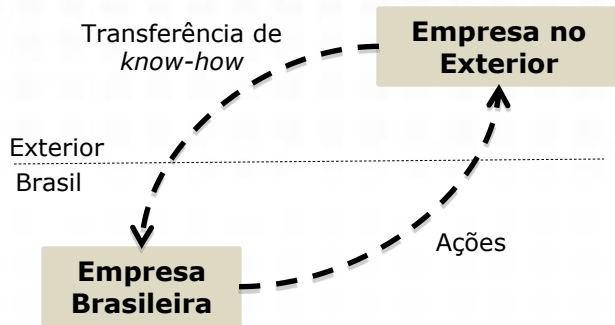 Transferência de
know-how
Empresa no
Exterior
Exterior
Brasil
Ações
Empresa
Brasileira